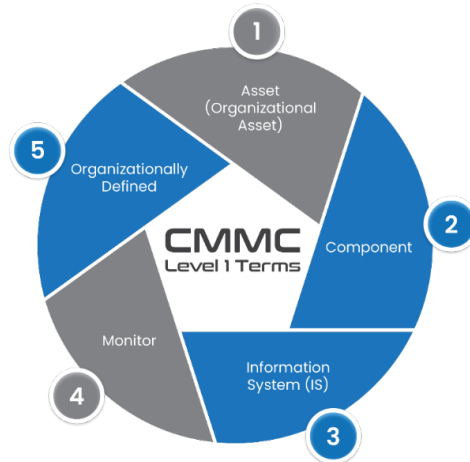 1
Asset
(Organizational
Asset)
2
Component
3
Information
System (IS)
4
Monitor
5
Organizationally
Defined
CMMC
Level 1 Terms